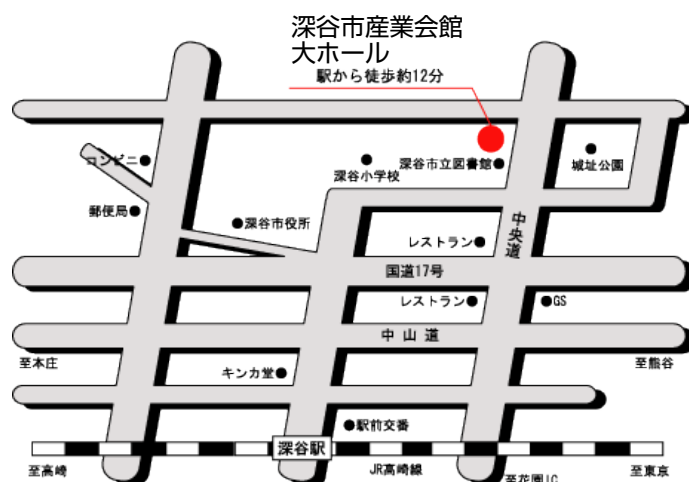 深谷市産業会館
大ホール
駅から徒歩約12分
コンビニ
深谷小学校
深谷市立図書館
城址公園
郵便局
深谷市役所
中央道
レストラン
国道17号
レストラン
GS
中山道
至本庄
至熊谷
キンカ堂
駅前交番
深谷駅
至高崎
JR高崎線
至東京
至花園IC